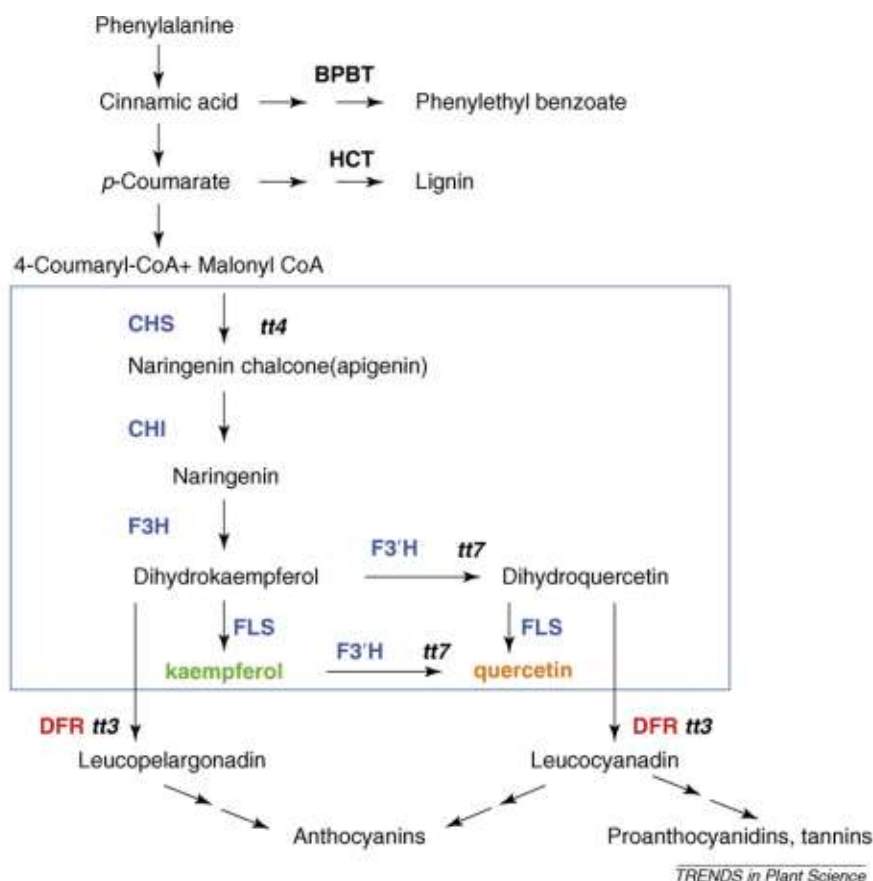 Phenylalanine
BPBT
Cinnamic acid Phenylethyl benzoate
HCT
p-Coumarate Lignin
4-Coumaryl-CoA+ Malonyl CoA
CHS tt4
Naringenin chalcone(apigenin)
CHI
Naringenin
F3H
F3'H tt7
Dihydrokaempferol Dihydroquercetin
FLS FLS
F3'H tt7
kaempferol quercetin
DFR tt3 DFR tt3
Leucopelargonadin Leucocyanadin
Anthocyanins Proanthocyanidins, tannins
TRENDS in Plant Science